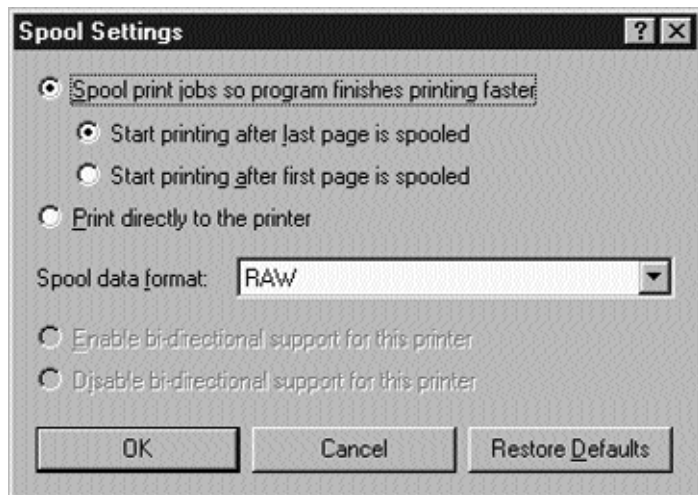 Spool Settings
Spool print jobs so program finishes printing faster
Start printing after last page is spooled
Start printing after first page is spooled
Print directly to the printer
Spool data format: RAW
Enable bi-directional support for this printer
Disable bi-directional support for this printer
OK Cancel Restore Defaults